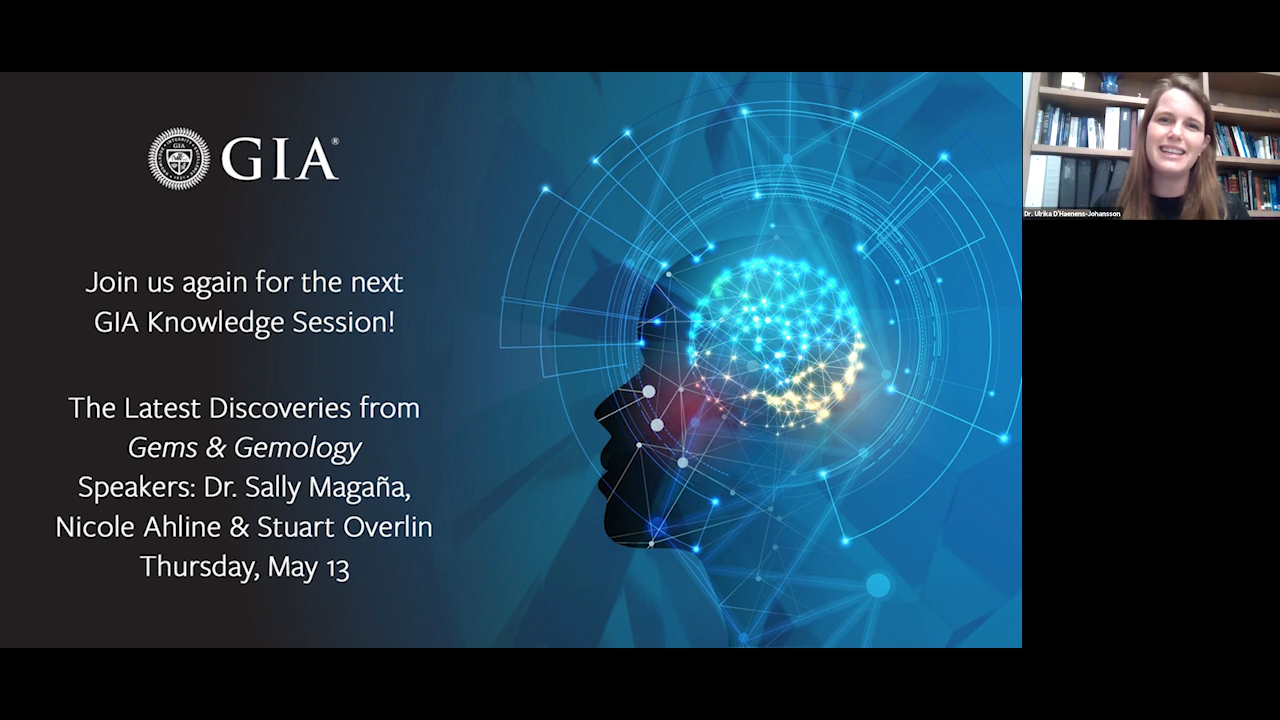 GIA®
Join us again for the next
GIA Knowledge Session!
The Latest Discoveries from
Gems & Gemology
Speakers: Dr. Sally Magaña,
Nicole Ahline & Stuart Overlin
Thursday, May 13
Dr. Ulrika D'Haenens-Johansson